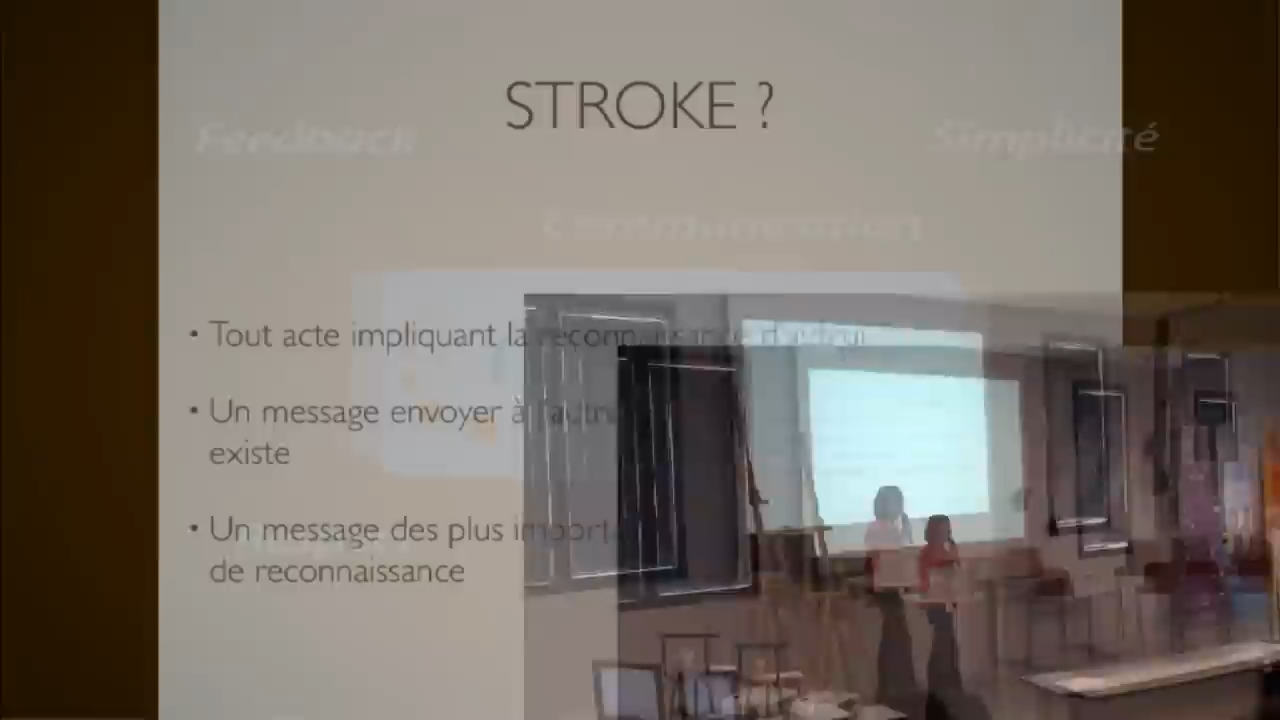 STROKE ?
Feedback
Simplicité
Communication
• Tout acte impliquant la reconnaissance d'autrui
• Un message envoyer à l'autre
existe
• Un message des plus
de reconnaissance